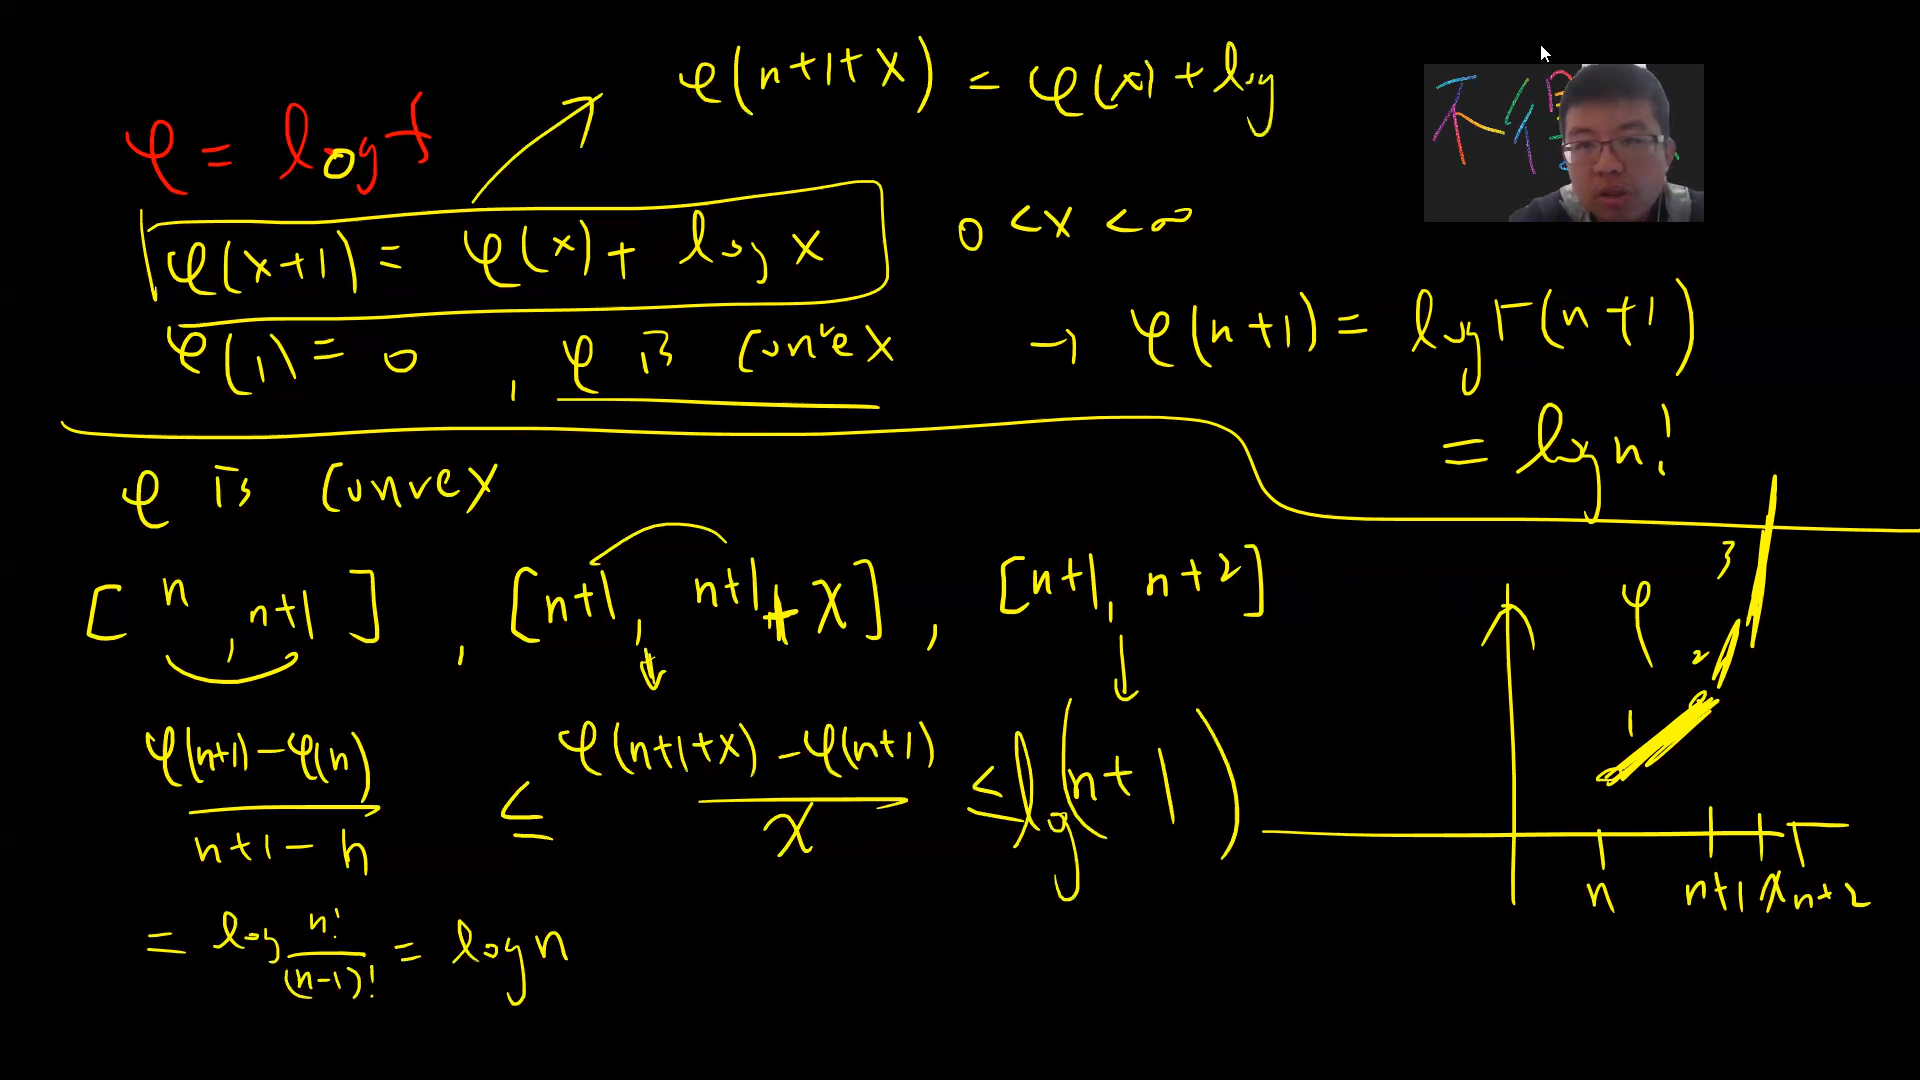 φ(n+1+x) = φ(x) + log
φ = log f
φ(x+1) = φ(x) + log x
0 < x < ∞
φ(1) = 0 , φ is convex
→ φ(n+1) = log Γ(n+1)
= log n!
φ is convex
[n, n+1] , [n+1, n+1+x] , [n+1, n+2]
φ(n+1) - φ(n) / n+1-n ≤ φ(n+1+x) - φ(n+1) / x ≤ log(n+1)
= log n!/(n-1)! = log n
φ
1 2 3
n n+1 x n+2
不